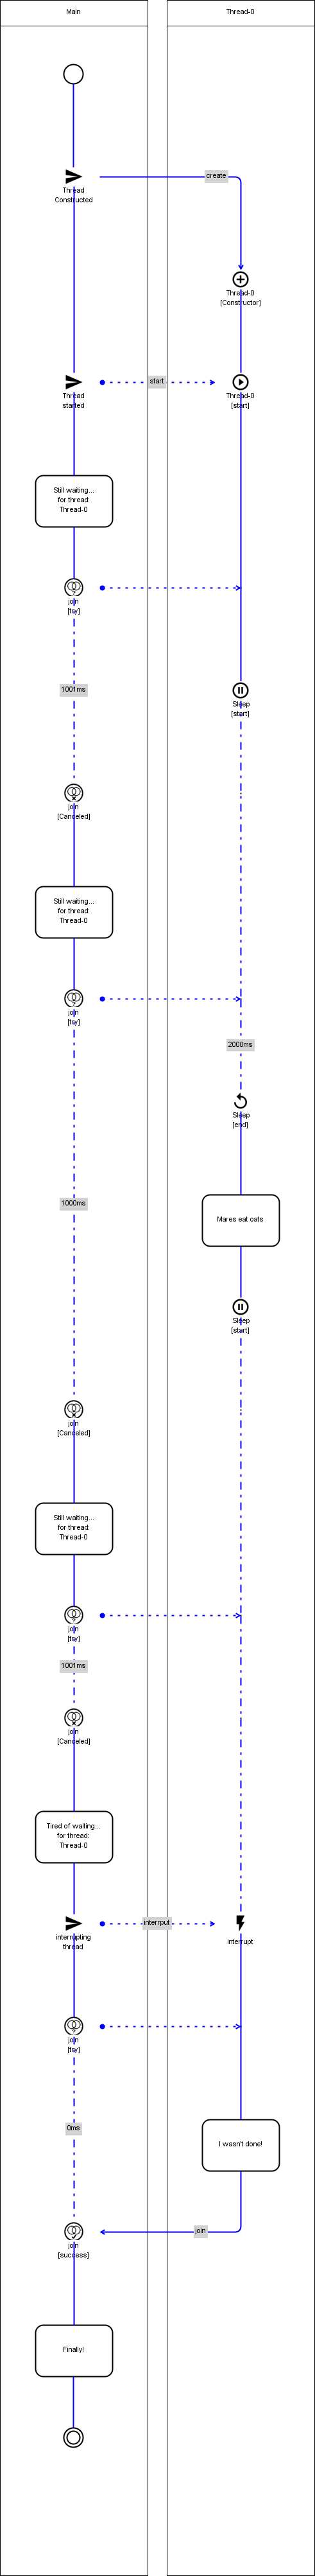 Main
Thread-0
Thread
Constructed
create
Thread-0
[Constructor]
Thread
started
start
Thread-0
[start]
Still waiting...
for thread:
Thread-0
join
[try]
1001ms
Sleep
[start]
join
[Canceled]
Still waiting...
for thread:
Thread-0
join
[try]
2000ms
Sleep
[end]
1000ms
Mares eat oats
Sleep
[start]
join
[Canceled]
Still waiting...
for thread:
Thread-0
join
[try]
1001ms
join
[Canceled]
Tired of waiting...
for thread:
Thread-0
interrupting
thread
interrput
interrupt
join
[try]
0ms
I wasn't done!
join
join
[success]
Finally!